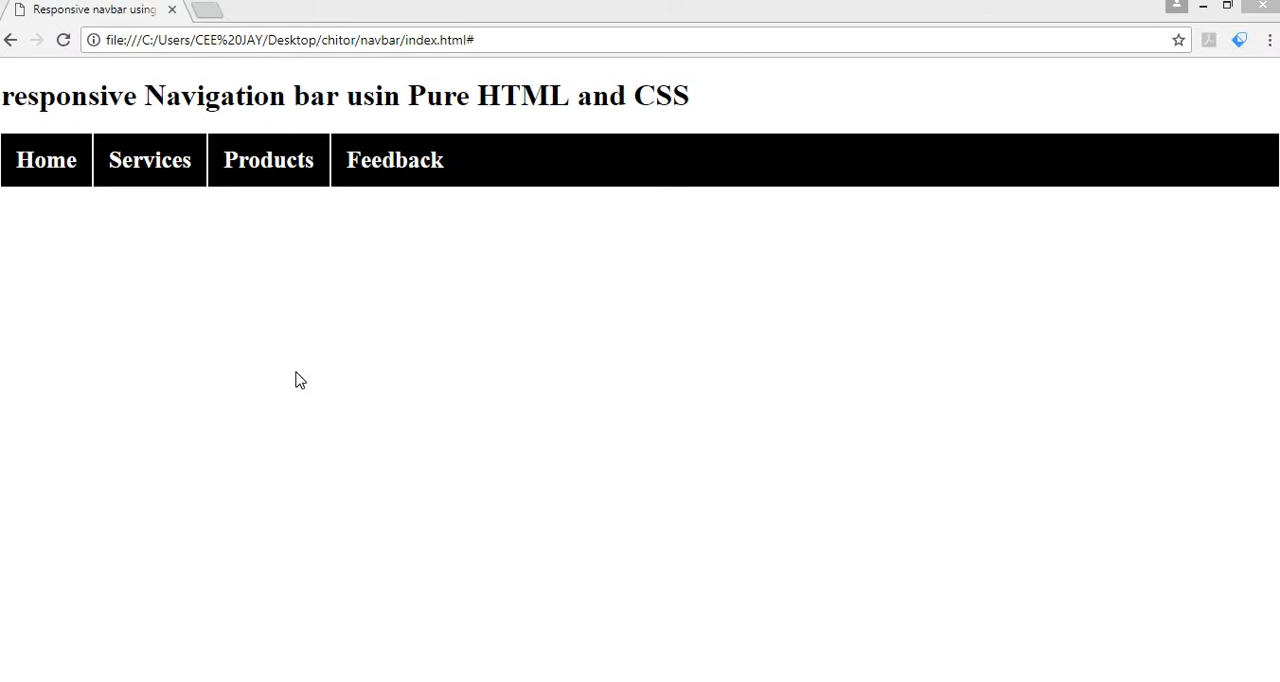 Responsive navbar using
file:///C:/Users/CEE%20JAY/Desktop/chitor/navbar/index.html#
responsive Navigation bar usin Pure HTML and CSS
Home Services Products Feedback